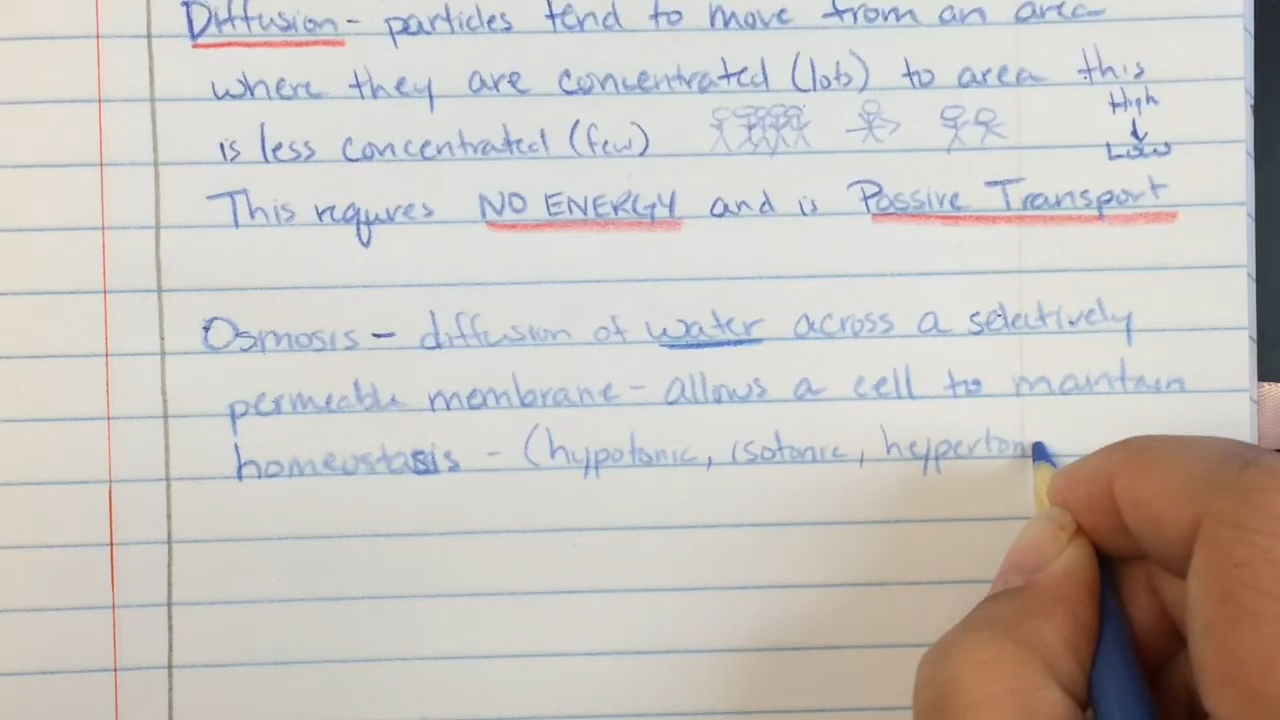 Diffusion - particles tend to move from an area
where they are concentrated (lots) to area this
High
is less concentrated (few)
Low
This requres NO ENERGY and is Passive Transport
Osmosis - diffusion of water across a selectively
permeable membrane - allows a cell to maintain
homeostasis - (hypotonic, isotonic, hyperton